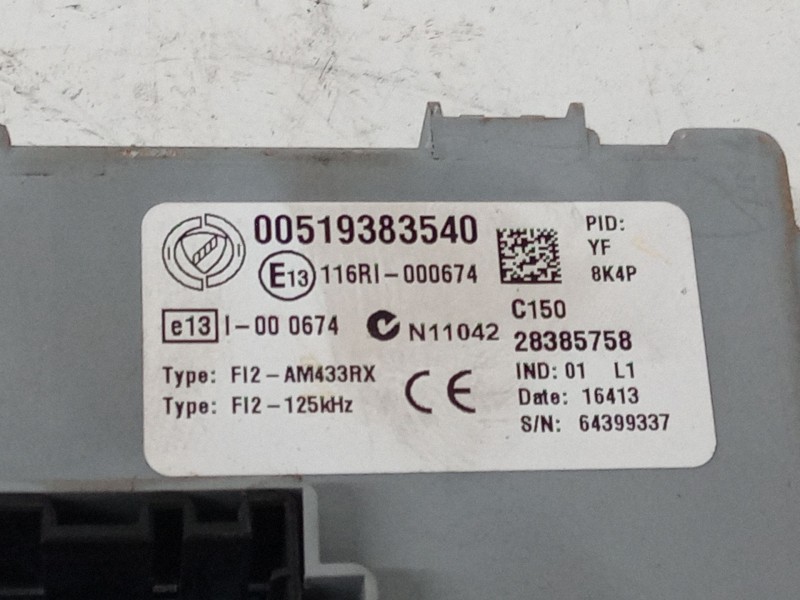 00519383540
E13 116RI-000674
e13 I-00 0674 N11042
Type: FI2-AM433RX
Type: FI2-125kHz
CE
PID:
YF
8K4P
C150
28385758
IND: 01 L1
Date: 16413
S/N: 64399337